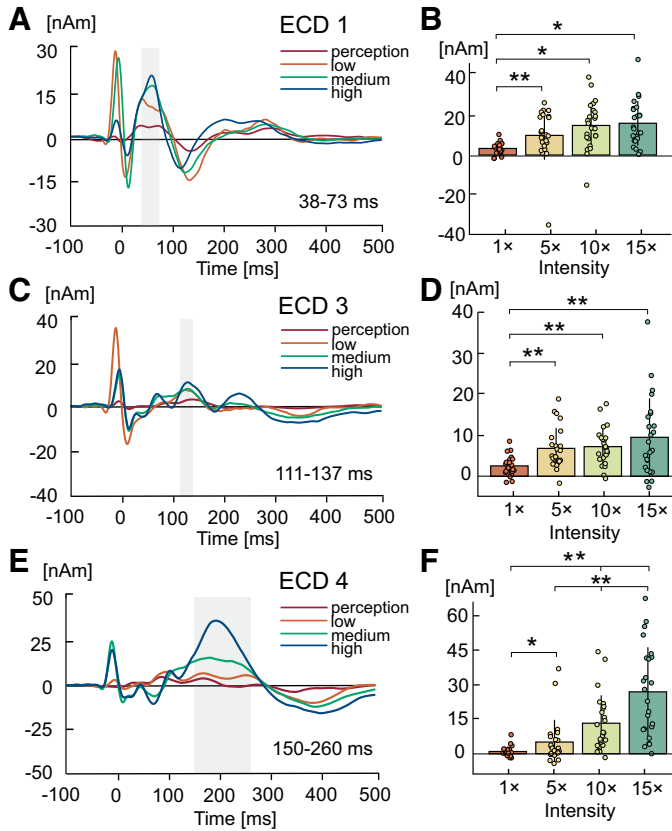 A
[nAm]
ECD 1
perception
low
medium
high
30
15
0
-15
-30
38-73 ms
-100 0 100 200 300 400 500
Time [ms]
B
[nAm]
*
*
**
40
20
0
20
40
1× 5× 10× 15×
Intensity
C
[nAm]
ECD 3
perception
low
medium
high
40
20
0
-20
-40
111-137 ms
-100 0 100 200 300 400 500
Time [ms]
D
[nAm]
**
**
**
40
30
20
10
0
1× 5× 10× 15×
Intensity
E
[nAm]
ECD 4
perception
low
medium
high
50
25
0
-25
-50
150-260 ms
-100 0 100 200 300 400 500
Time [ms]
F
[nAm]
**
**
*
60
45
30
15
0
1× 5× 10× 15×
Intensity